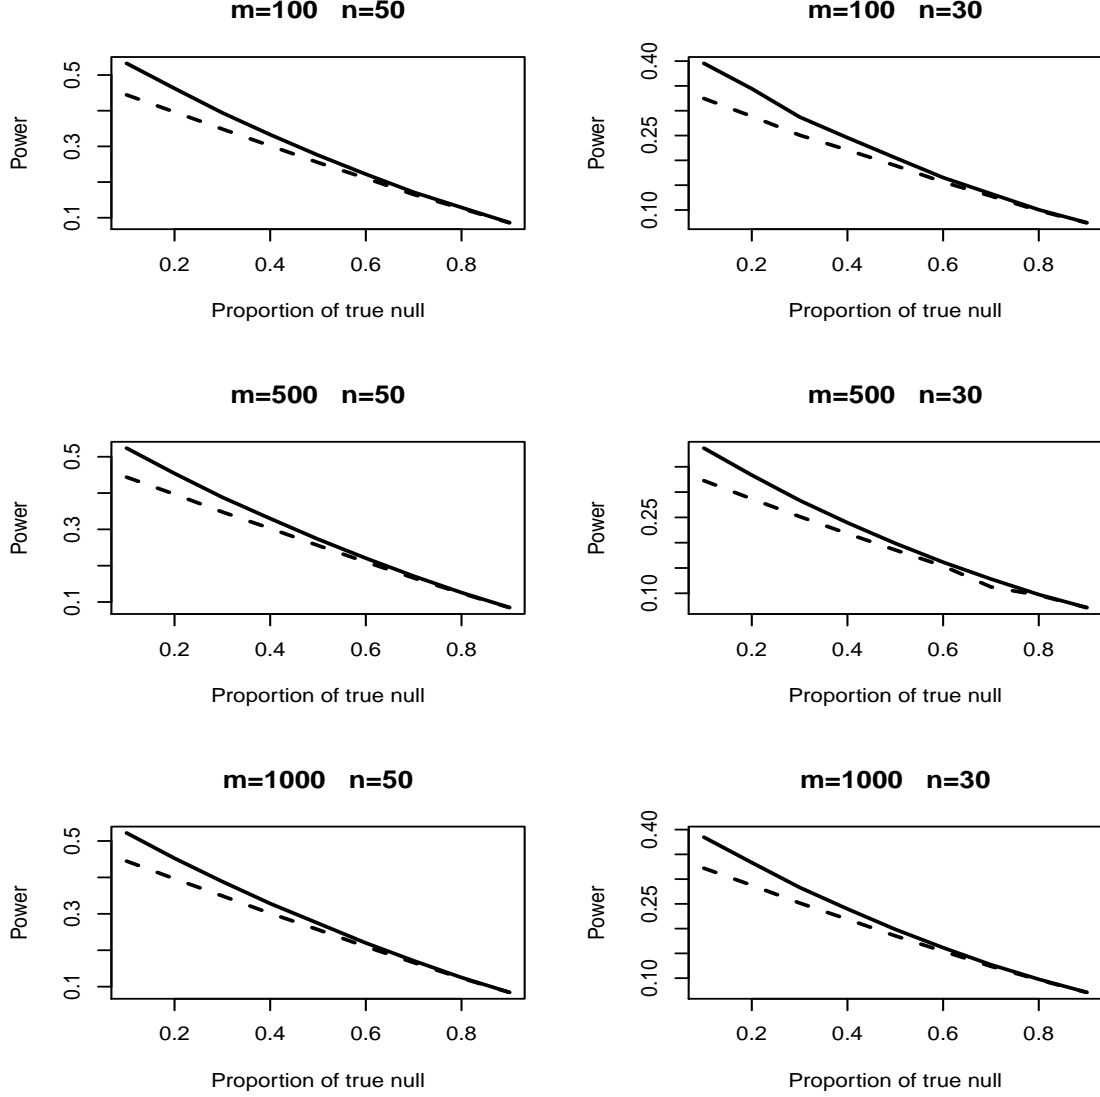 m=100 n=50
0.5
0.3
0.1
Power
0.2 0.4 0.6 0.8
Proportion of true null
m=100 n=30
0.40
0.25
0.10
Power
0.2 0.4 0.6 0.8
Proportion of true null
m=500 n=50
0.5
0.3
0.1
Power
0.2 0.4 0.6 0.8
Proportion of true null
m=500 n=30
0.25
0.10
Power
0.2 0.4 0.6 0.8
Proportion of true null
m=1000 n=50
0.5
0.3
0.1
Power
0.2 0.4 0.6 0.8
Proportion of true null
m=1000 n=30
0.40
0.25
0.10
Power
0.2 0.4 0.6 0.8
Proportion of true null